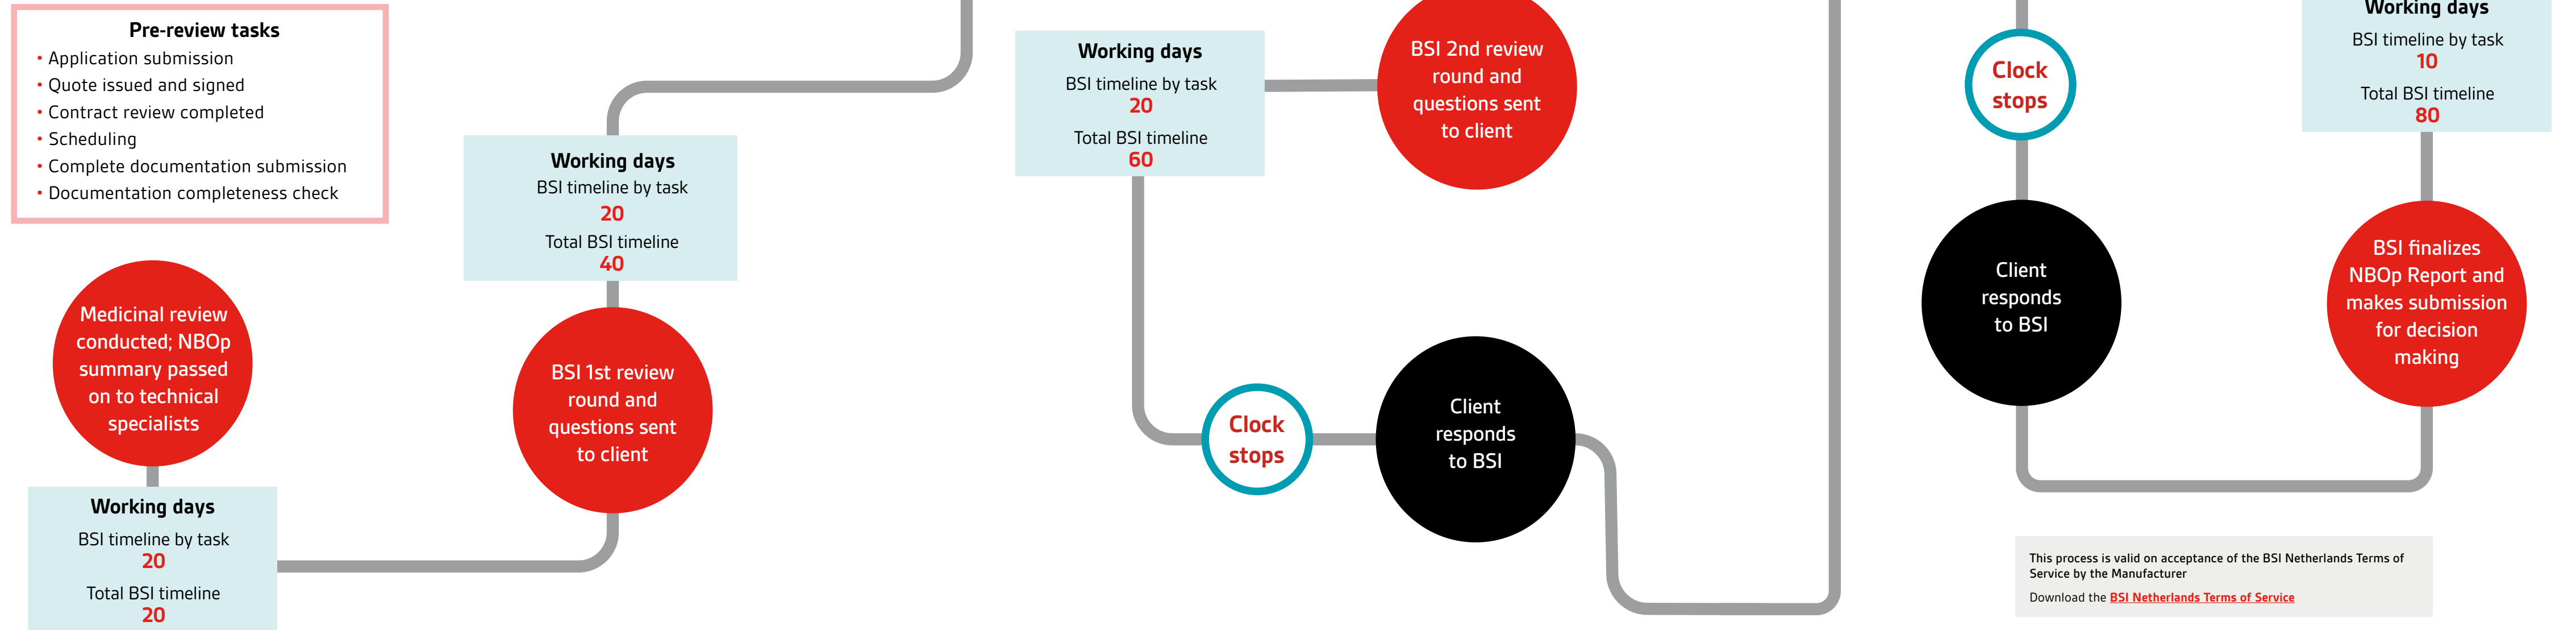 Pre-review tasks
• Application submission
• Quote issued and signed
• Contract review completed
• Scheduling
• Complete documentation submission
• Documentation completeness check
Medicinal review
conducted; NBOp
summary passed
on to technical
specialists
Working days
BSI timeline by task
20
Total BSI timeline
20
Working days
BSI timeline by task
20
Total BSI timeline
40
BSI 1st review
round and
questions sent
to client
Working days
BSI timeline by task
20
Total BSI timeline
60
BSI 2nd review
round and
questions sent
to client
Clock
stops
Client
responds
to BSI
Clock
stops
Client
responds
to BSI
Working days
BSI timeline by task
10
Total BSI timeline
80
BSI finalizes
NBOp Report and
makes submission
for decision
making
This process is valid on acceptance of the BSI Netherlands Terms of
Service by the Manufacturer
Download the BSI Netherlands Terms of Service